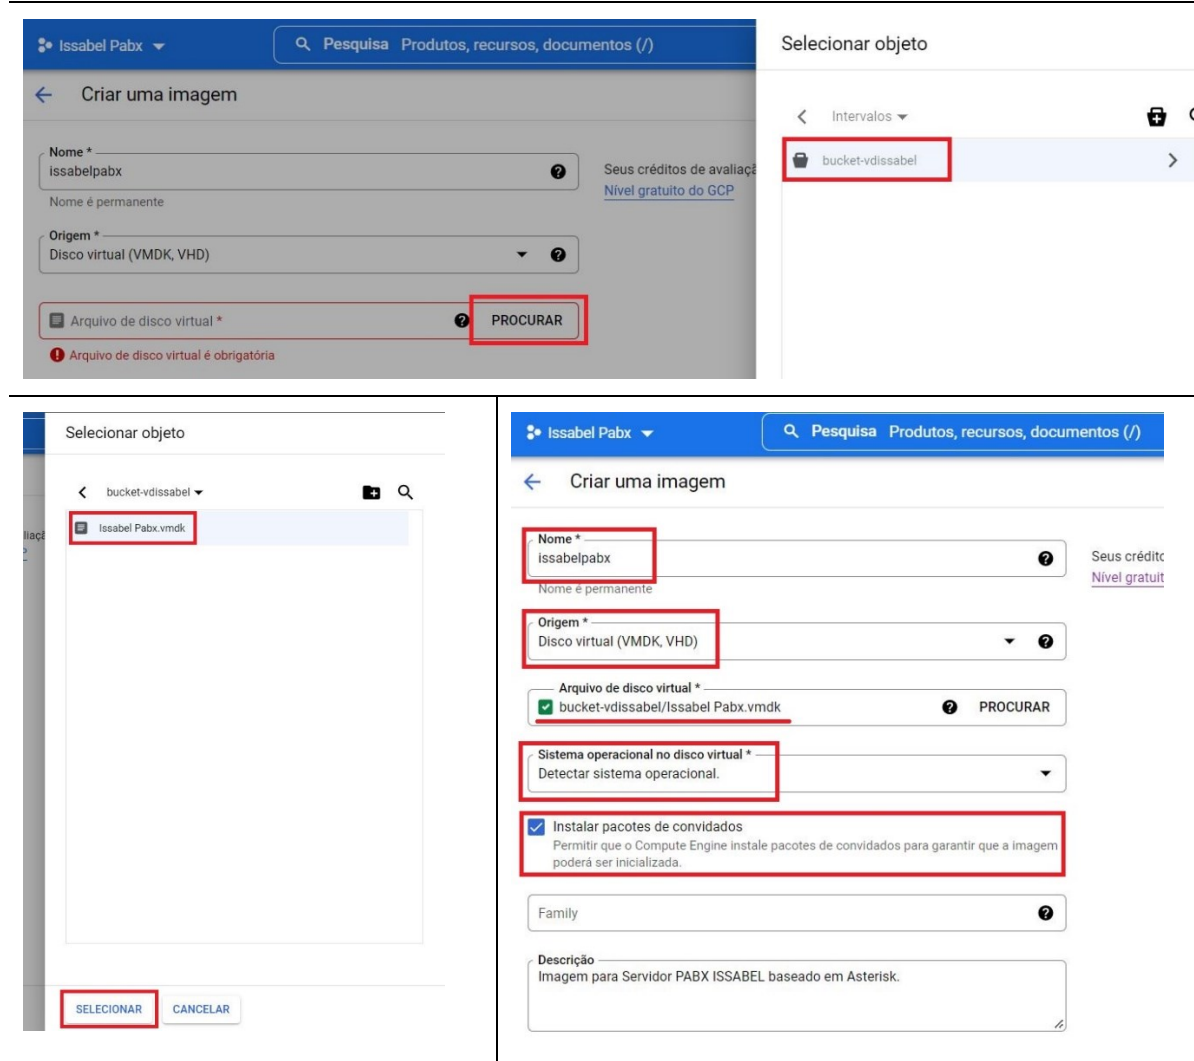 Issabel Pabx
Pesquisa Produtos, recursos, documentos (/)
Criar uma imagem
Nome *
issabelpabx
Nome é permanente
Seus créditos de avaliaçã
Nível gratuito do GCP
Origem *
Disco virtual (VMDK, VHD)
Arquivo de disco virtual *
PROCURAR
Arquivo de disco virtual é obrigatória
Selecionar objeto
Intervalos
bucket-vdissabel
Selecionar objeto
bucket-vdissabel
liaçã
Issabel Pabx.vmdk
SELECIONAR CANCELAR
Issabel Pabx
Pesquisa Produtos, recursos, documentos (/)
Criar uma imagem
Nome *
issabelpabx
Nome é permanente
Seus crédito
Nível gratuit
Origem *
Disco virtual (VMDK, VHD)
Arquivo de disco virtual *
bucket-vdissabel/Issabel Pabx.vmdk
PROCURAR
Sistema operacional no disco virtual *
Detectar sistema operacional.
Instalar pacotes de convidados
Permitir que o Compute Engine instale pacotes de convidados para garantir que a imagem
poderá ser inicializada.
Family
Descrição
Imagem para Servidor PABX ISSABEL baseado em Asterisk.